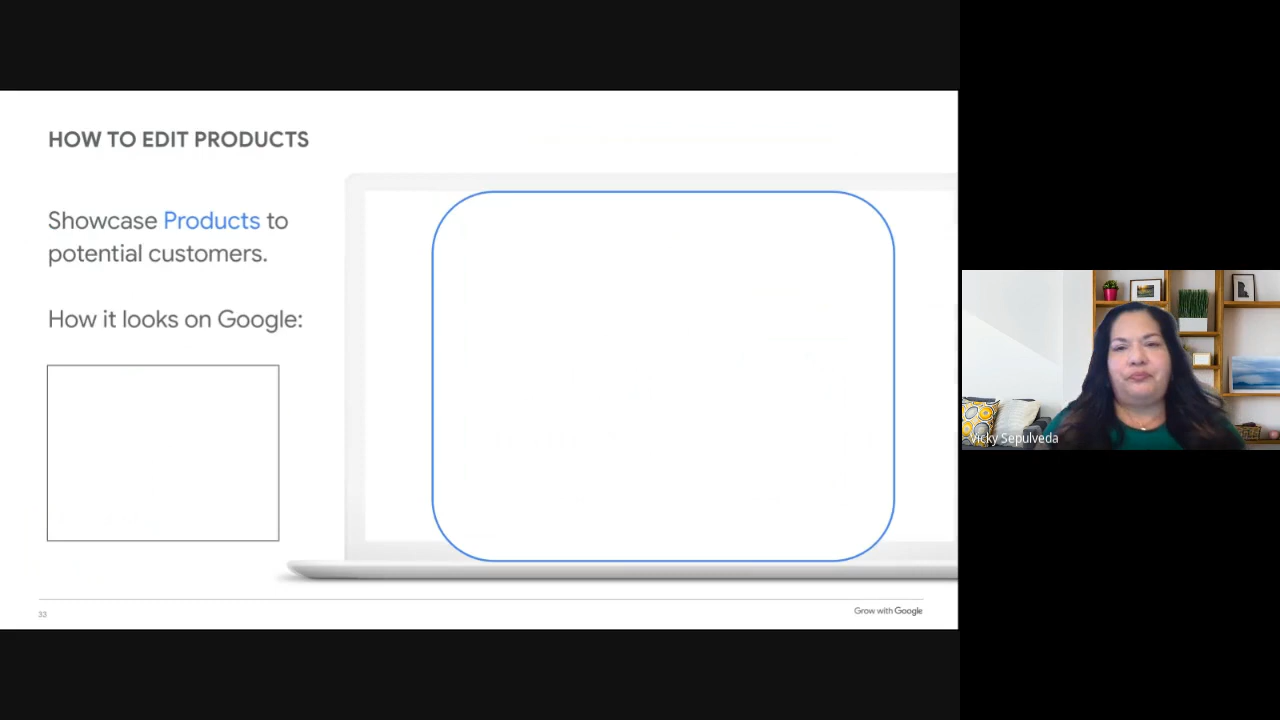 HOW TO EDIT PRODUCTS
Showcase Products to
potential customers.
How it looks on Google:
33
Grow with Google
Vicky Sepulveda